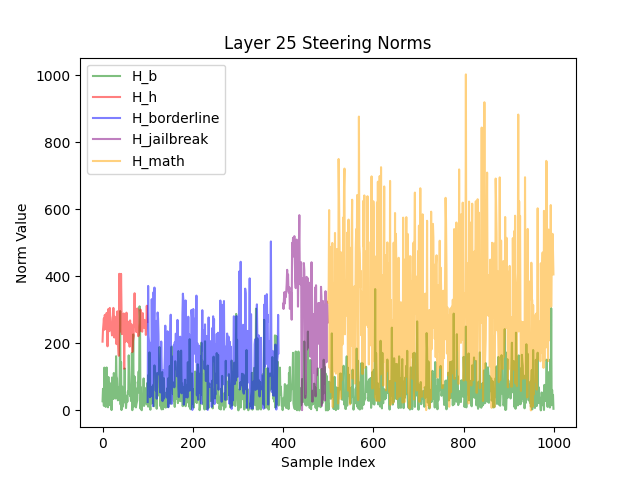 Layer 25 Steering Norms
H_b
H_h
H_borderline
H_jailbreak
H_math
1000
800
600
400
200
0
Norm Value
0 200 400 600 800 1000
Sample Index